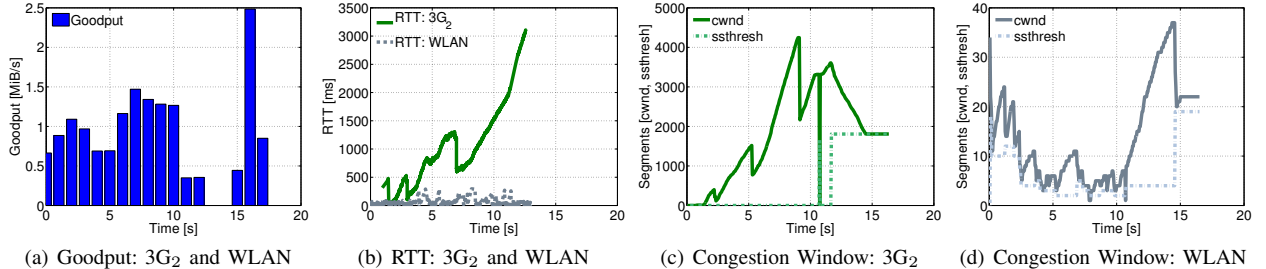 Goodput
2.5
2
1.5
1
0.5
0
Goodput [MiB/s]
0
5
10
15
20
Time [s]
(a) Goodput: 3G₂ and WLAN
RTT: 3G₂
RTT: WLAN
3500
3000
2500
2000
1500
1000
500
0
RTT [ms]
0
5
10
15
20
Time [s]
(b) RTT: 3G₂ and WLAN
cwnd
ssthresh
5000
4000
3000
2000
1000
0
Segments [cwnd, ssthresh]
0
5
10
15
20
Time [s]
(c) Congestion Window: 3G₂
cwnd
ssthresh
40
30
20
10
0
Segments [cwnd, ssthresh]
0
5
10
15
20
Time [s]
(d) Congestion Window: WLAN